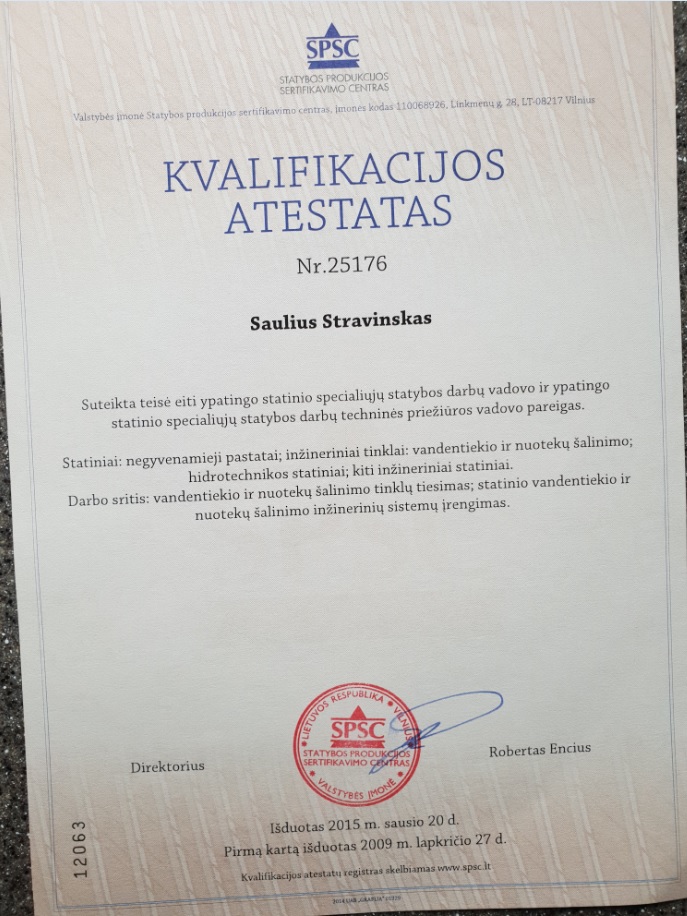 SPSC
STATYBOS PRODUKCIJOS
SERTIFIKAVIMO CENTRAS
Valstybės įmonė Statybos produkcijos sertifikavimo centras, įmonės kodas 110068926, Linkmenų g. 28, LT-08217 Vilnius
KVALIFIKACIJOS
ATESTATAS
Nr.25176
Saulius Stravinskas
Suteikta teisė eiti ypatingo statinio specialiųjų statybos darbų vadovo ir ypatingo
statinio specialiųjų statybos darbų techninės priežiūros vadovo pareigas.
Statiniai: negyvenamieji pastatai; inžineriniai tinklai: vandentiekio ir nuotekų šalinimo;
hidrotechnikos statiniai; kiti inžineriniai statiniai.
Darbo sritis: vandentiekio ir nuotekų šalinimo tinklų tiesimas; statinio vandentiekio ir
nuotekų šalinimo inžinerinių sistemų įrengimas.
LIETUVOS RESPUBLIKA • VILNIUS
SPSC
STATYBOS PRODUKCIJOS
SERTIFIKAVIMO CENTRAS
VALSTYBĖS ĮMONĖ
Direktorius
Robertas Encius
Išduotas 2015 m. sausio 20 d.
Pirmą kartą išduotas 2009 m. lapkričio 27 d.
Kvalifikacijos atestatų registras skelbiamas www.spsc.lt
12063